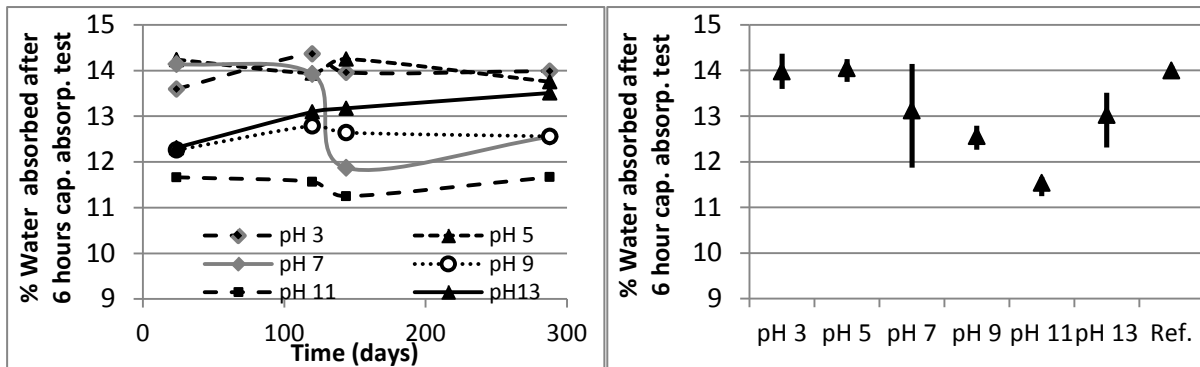 % Water absorbed after
6 hours cap. absorp. test
15
14
13
12
11
10
9
pH 3
pH 5
pH 7
pH 9
pH 11
pH13
0
100
200
300
Time (days)
% Water absorbed after
6 hour cap. absorp. test
15
14
13
12
11
10
9
pH 3 pH 5 pH 7 pH 9 pH 11 pH 13 Ref.